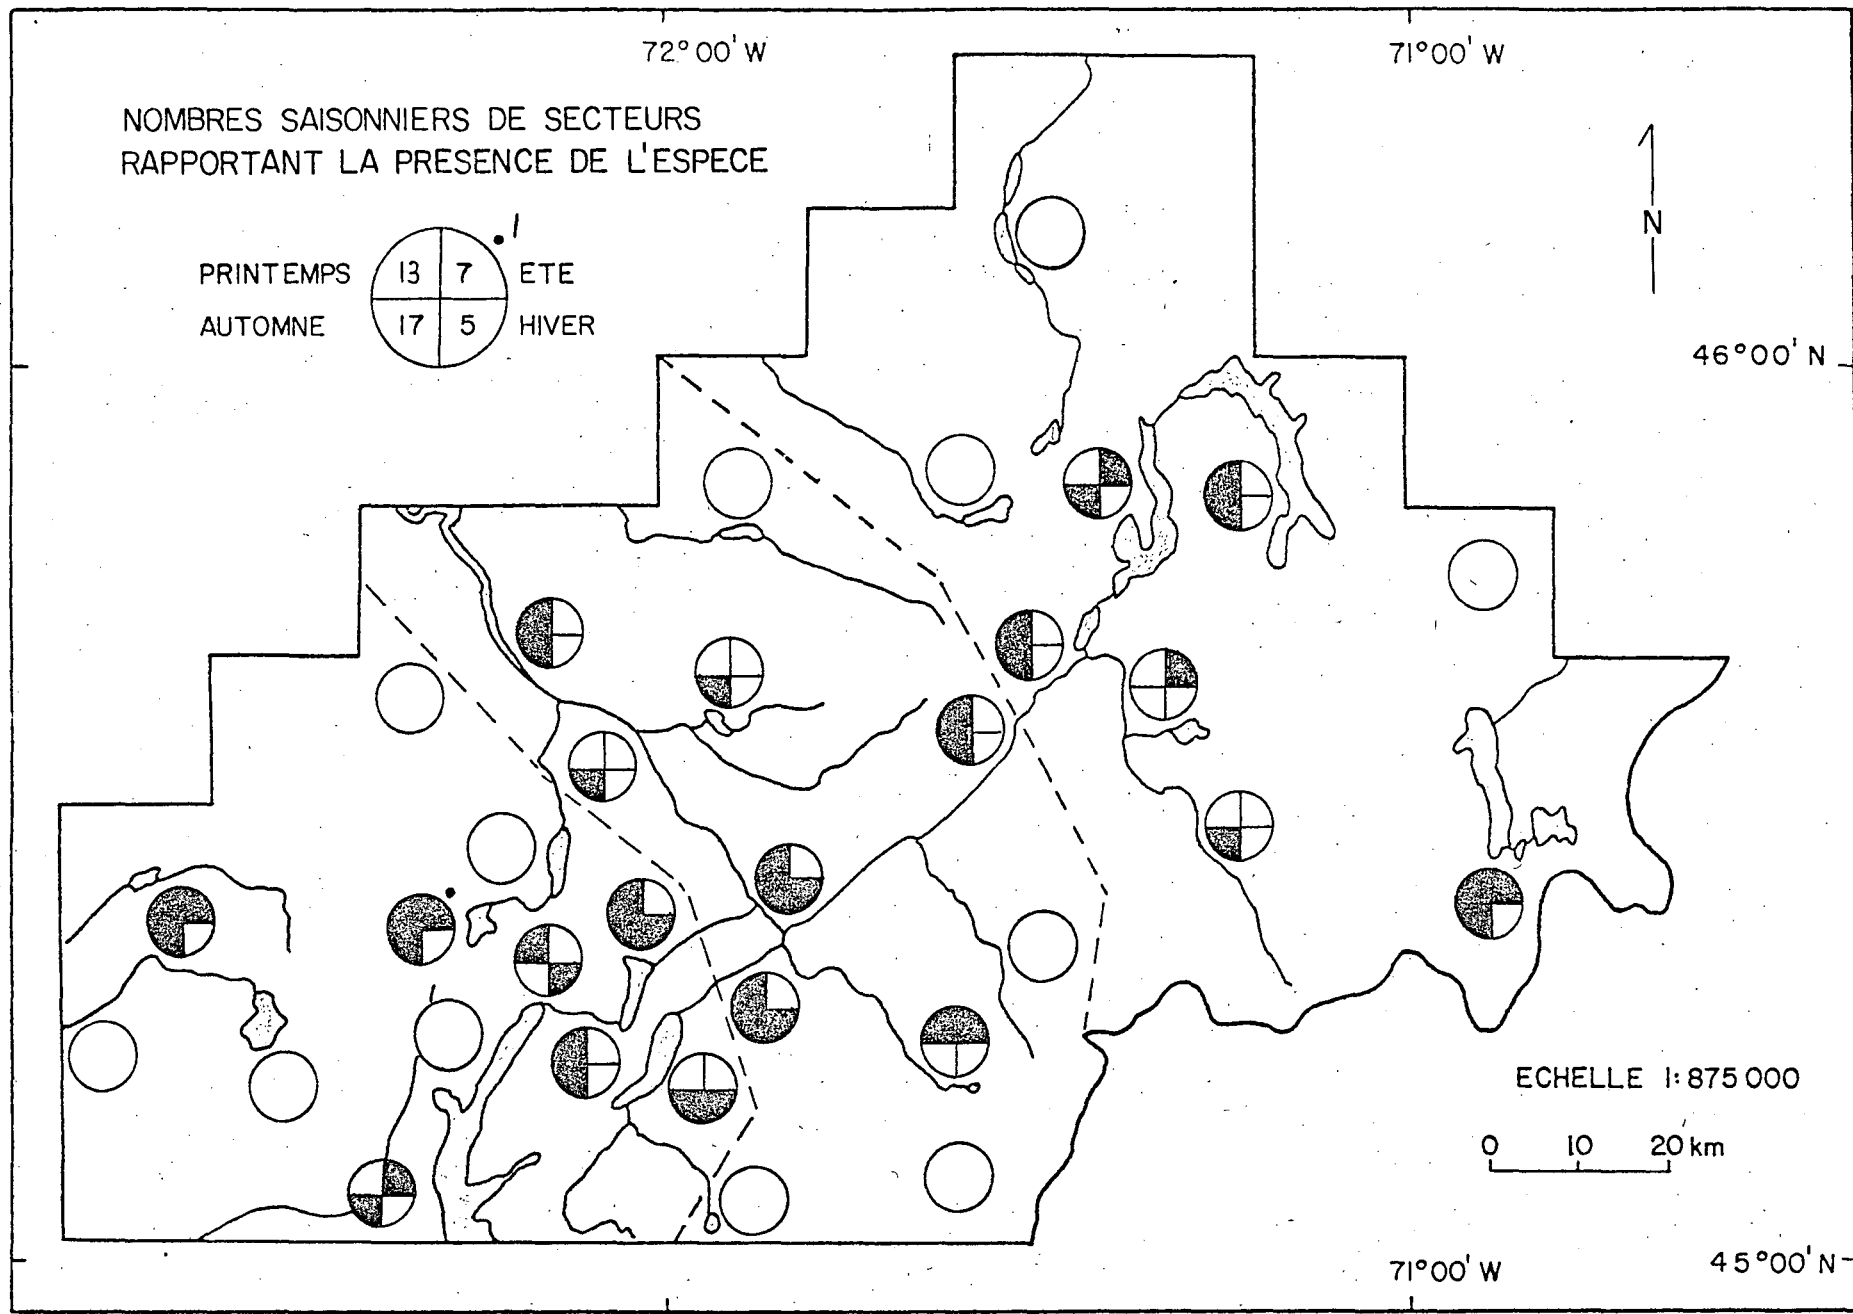 72°00' W
71°00' W
NOMBRES SAISONNIERS DE SECTEURS
RAPPORTANT LA PRESENCE DE L'ESPECE
1
PRINTEMPS 13 7 ETE
AUTOMNE 17 5 HIVER
N
46°00' N
ECHELLE 1:875 000
0 10 20 km
71°00' W
45°00' N